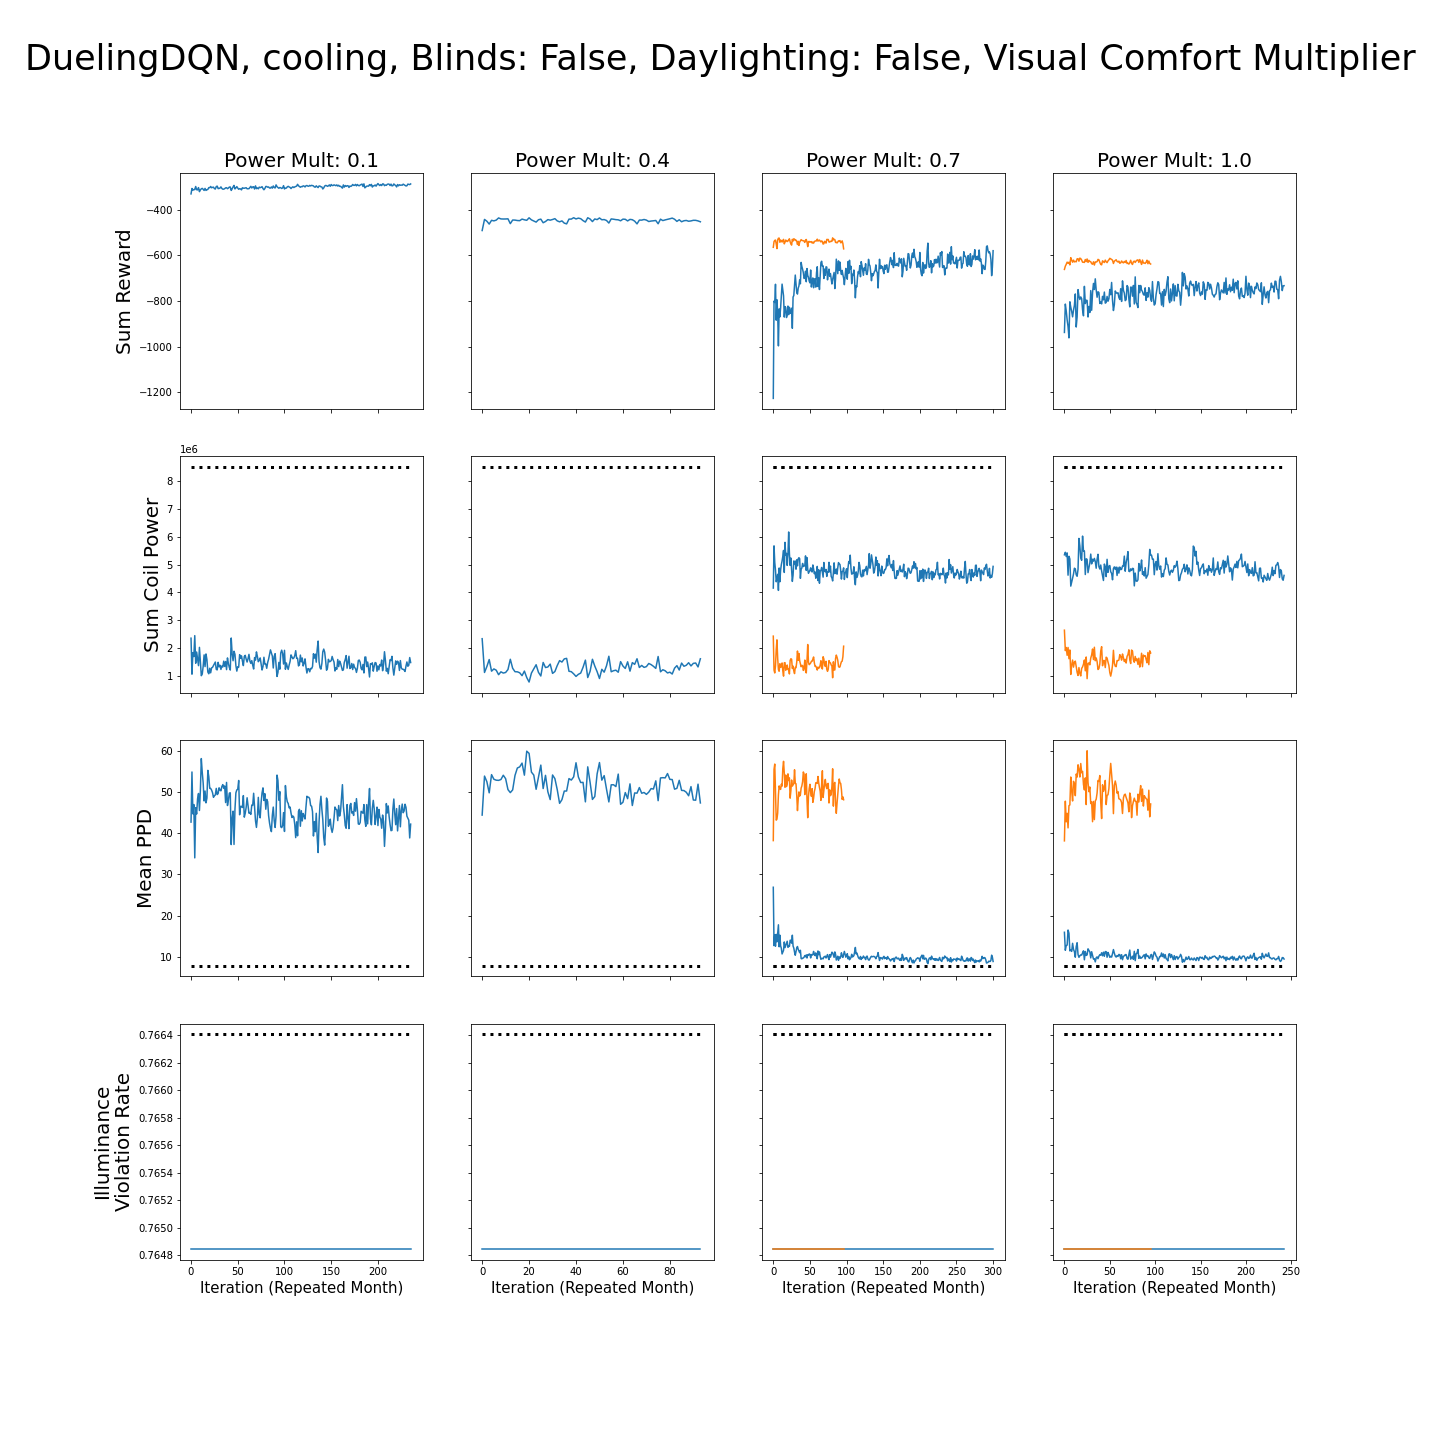 DuelingDQN, cooling, Blinds: False, Daylighting: False, Visual Comfort Multiplier
Power Mult: 0.1
Power Mult: 0.4
Power Mult: 0.7
Power Mult: 1.0
Sum Reward
−400
−600
−800
−1000
−1200
1e6
Sum Coil Power
8
7
6
5
4
3
2
1
Mean PPD
60
50
40
30
20
10
Illuminance
Violation Rate
0.7664
0.7662
0.7660
0.7658
0.7656
0.7654
0.7652
0.7650
0.7648
0 50 100 150 200
0 20 40 60 80
0 50 100 150 200 250 300
0 50 100 150 200 250
Iteration (Repeated Month)
Iteration (Repeated Month)
Iteration (Repeated Month)
Iteration (Repeated Month)